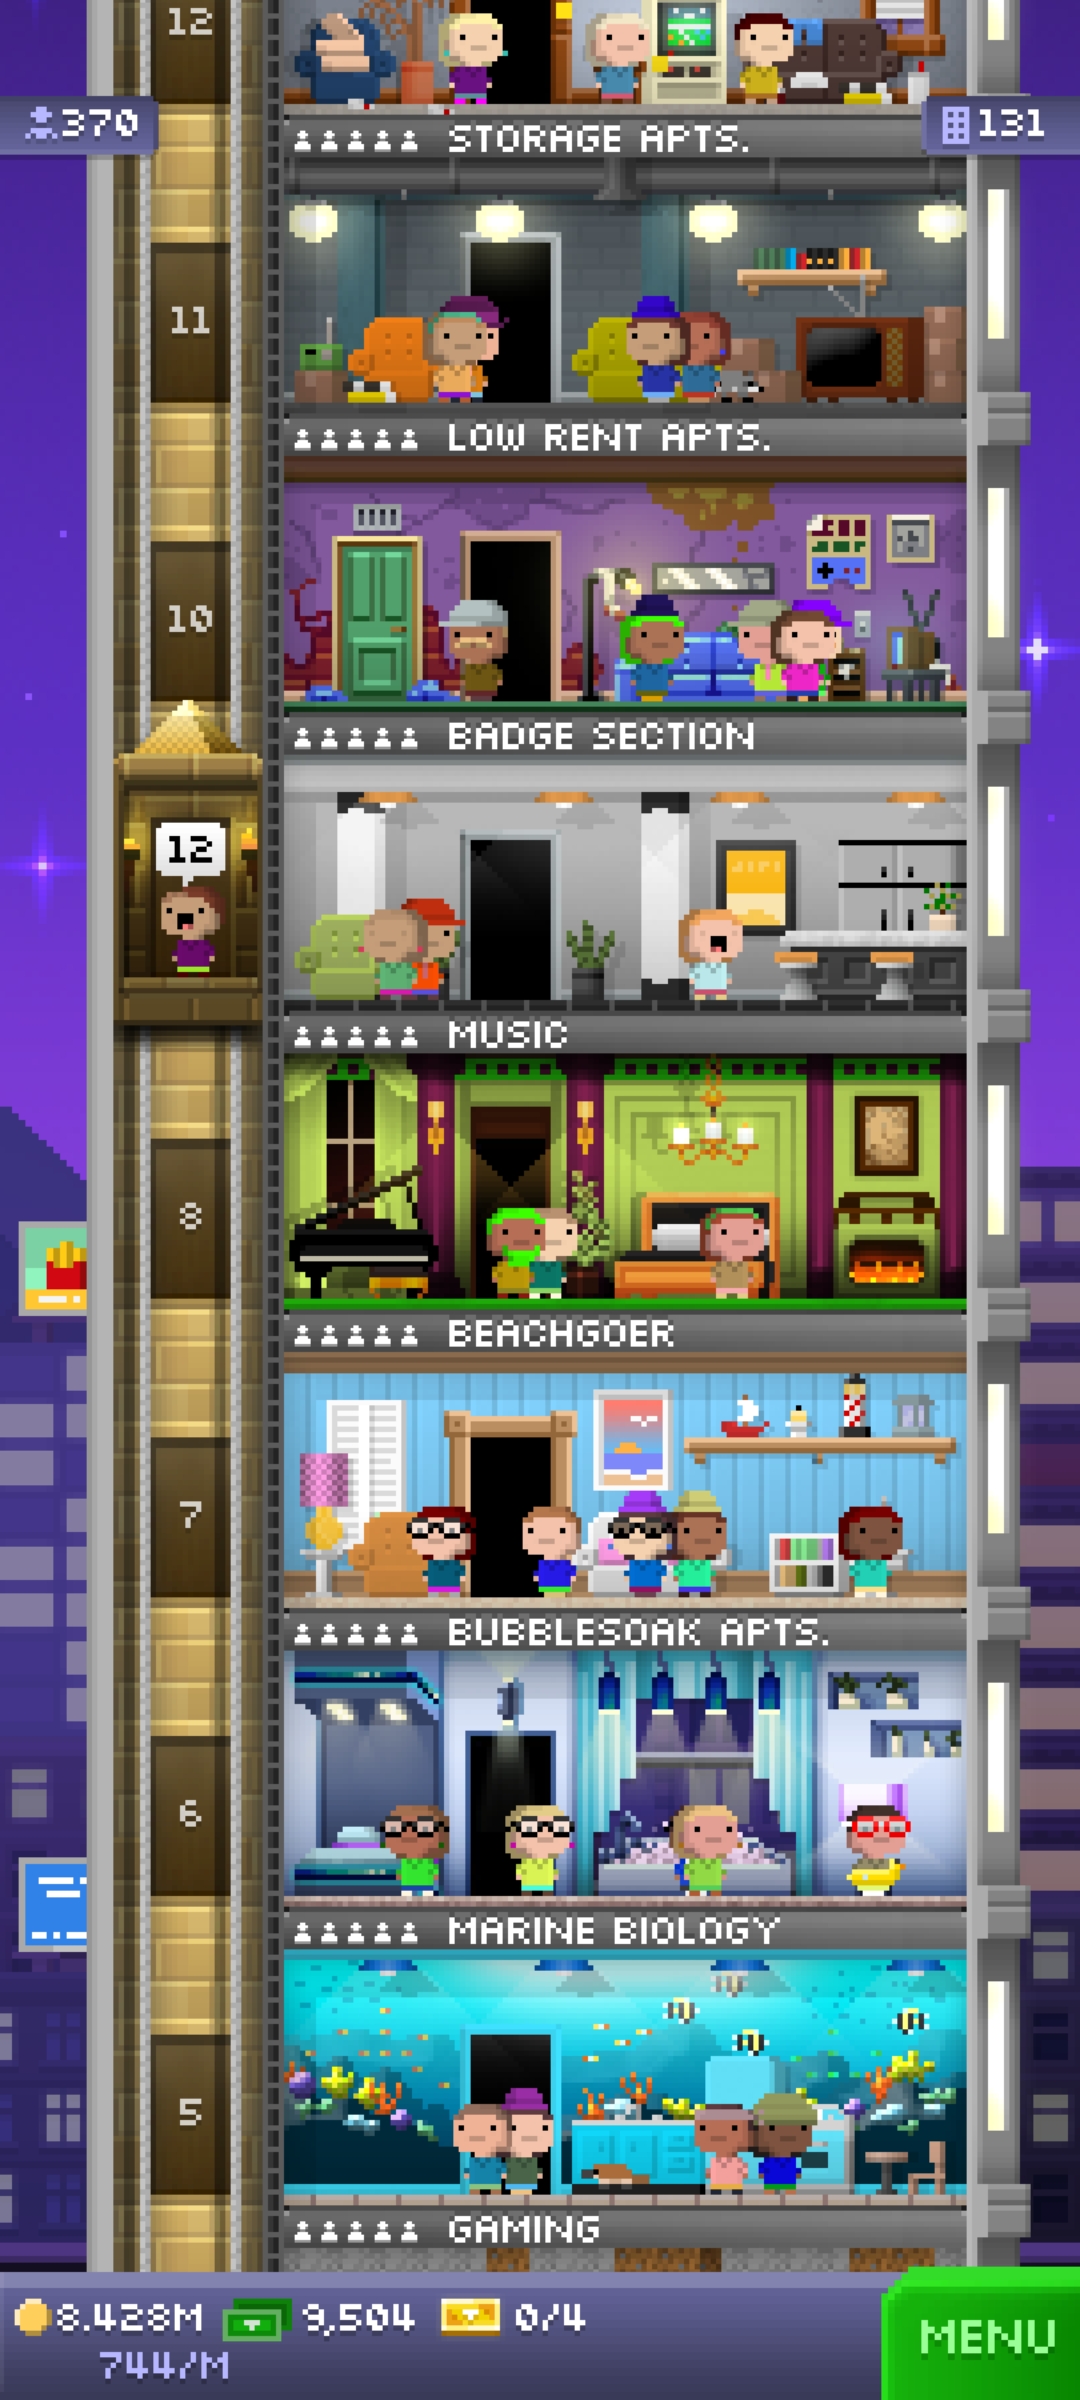 12
370
131
STORAGE APTS.
11
LOW RENT APTS.
10
BADGE SECTION
12
MUSIC
8
BEACHGOER
7
BUBBLESOAK APTS.
6
MARINE BIOLOGY
5
GAMING
8.428M 9,504 0/4
744/M
MENU